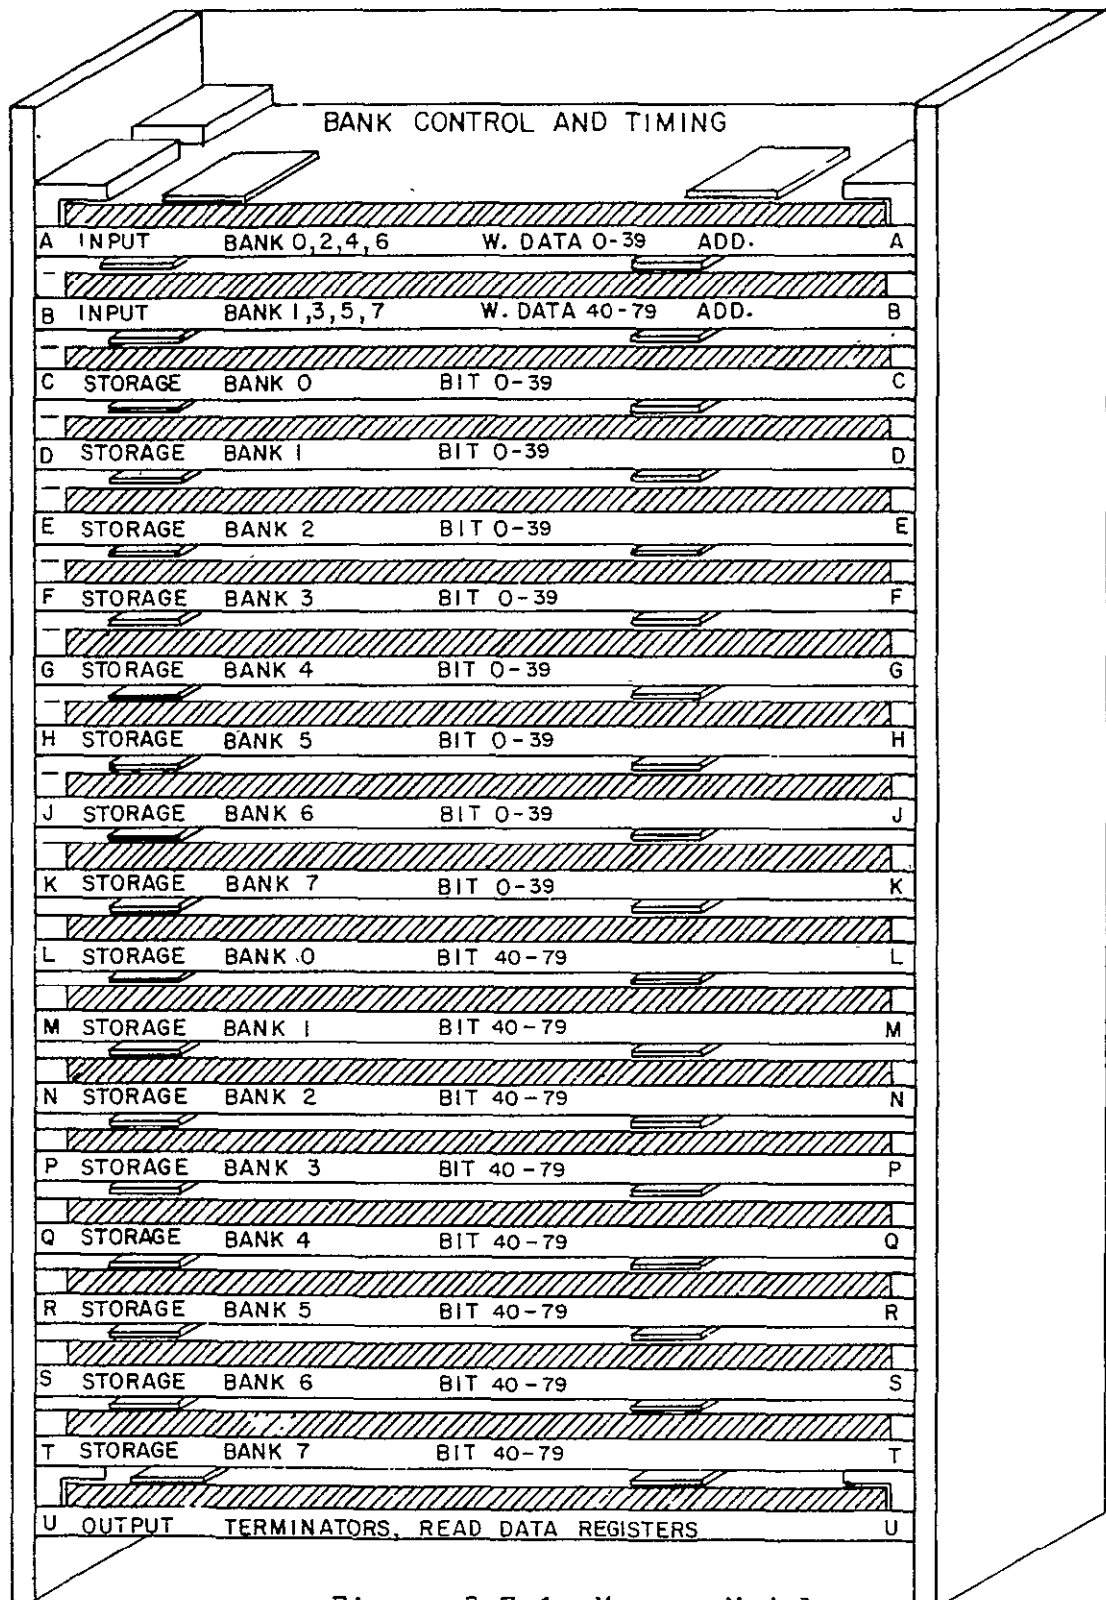 BANK CONTROL AND TIMING
A INPUT BANK 0,2,4,6 W. DATA 0-39 ADD. A
B INPUT BANK 1,3,5,7 W. DATA 40-79 ADD. B
C STORAGE BANK 0 BIT 0-39 C
D STORAGE BANK 1 BIT 0-39 D
E STORAGE BANK 2 BIT 0-39 E
F STORAGE BANK 3 BIT 0-39 F
G STORAGE BANK 4 BIT 0-39 G
H STORAGE BANK 5 BIT 0-39 H
J STORAGE BANK 6 BIT 0-39 J
K STORAGE BANK 7 BIT 0-39 K
L STORAGE BANK 0 BIT 40-79 L
M STORAGE BANK 1 BIT 40-79 M
N STORAGE BANK 2 BIT 40-79 N
P STORAGE BANK 3 BIT 40-79 P
Q STORAGE BANK 4 BIT 40-79 Q
R STORAGE BANK 5 BIT 40-79 R
S STORAGE BANK 6 BIT 40-79 S
T STORAGE BANK 7 BIT 40-79 T
U OUTPUT TERMINATORS, READ DATA REGISTERS U